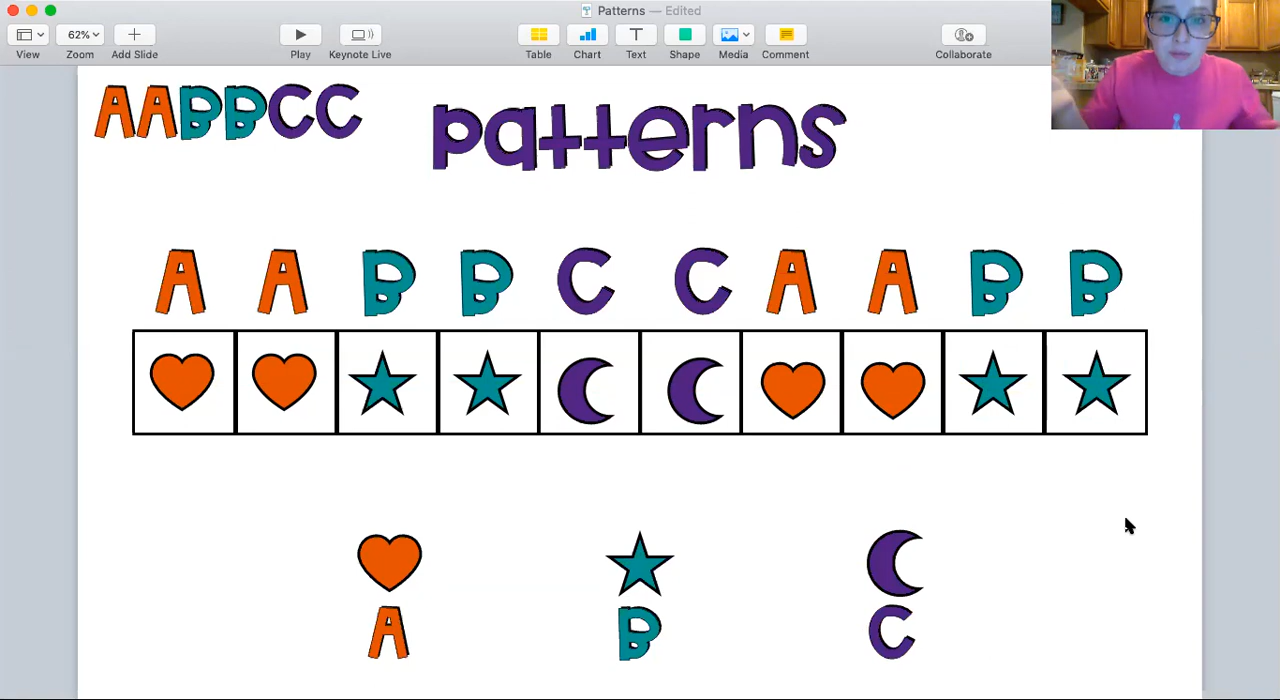 Patterns — Edited
62%
View Zoom Add Slide Play Keynote Live Table Chart Text Shape Media Comment Collaborate
AABBCC
patterns
A A B B C C A A B B
A B C